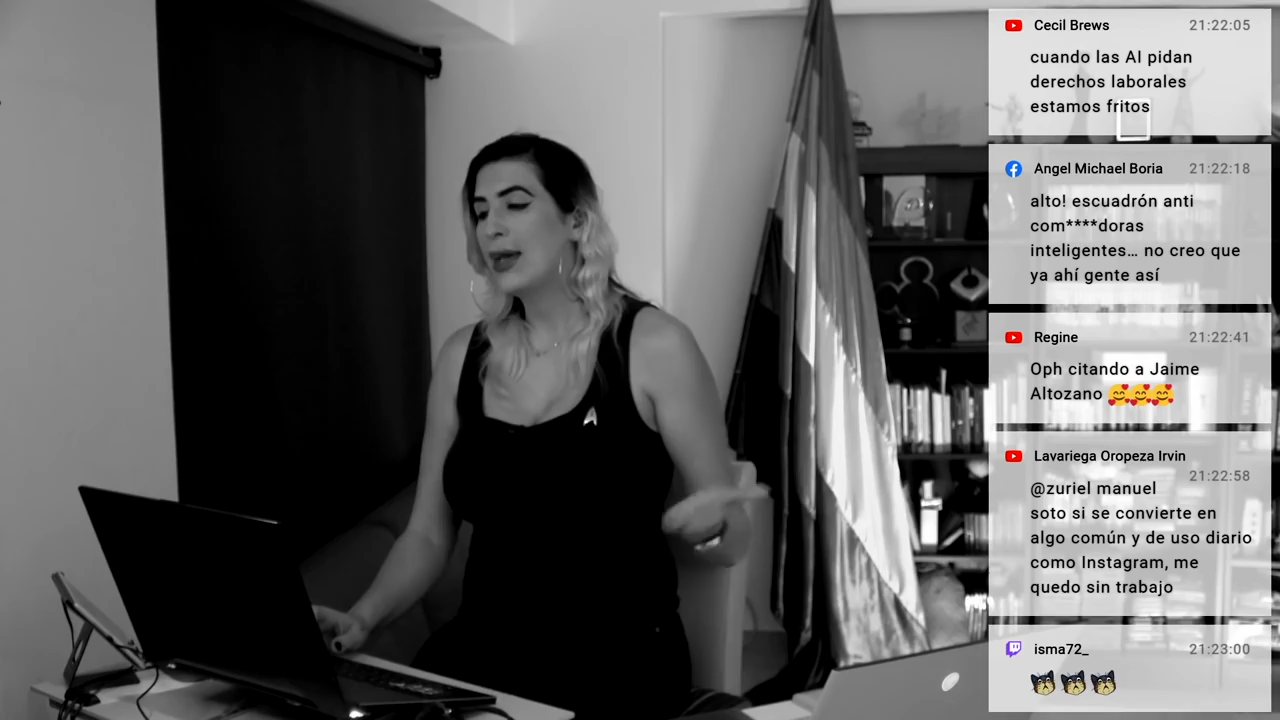 Cecil Brews 21:22:05
cuando las AI pidan
derechos laborales
estamos fritos
Angel Michael Boria 21:22:18
alto! escuadrón anti
com****doras
inteligentes… no creo que
ya ahí gente así
Regine 21:22:41
Oph citando a Jaime
Altozano 🥰🥰🥰
Lavariega Oropeza Irvin
21:22:58
@zuriel manuel
soto si se convierte en
algo común y de uso diario
como Instagram, me
quedo sin trabajo
isma72_ 21:23:00